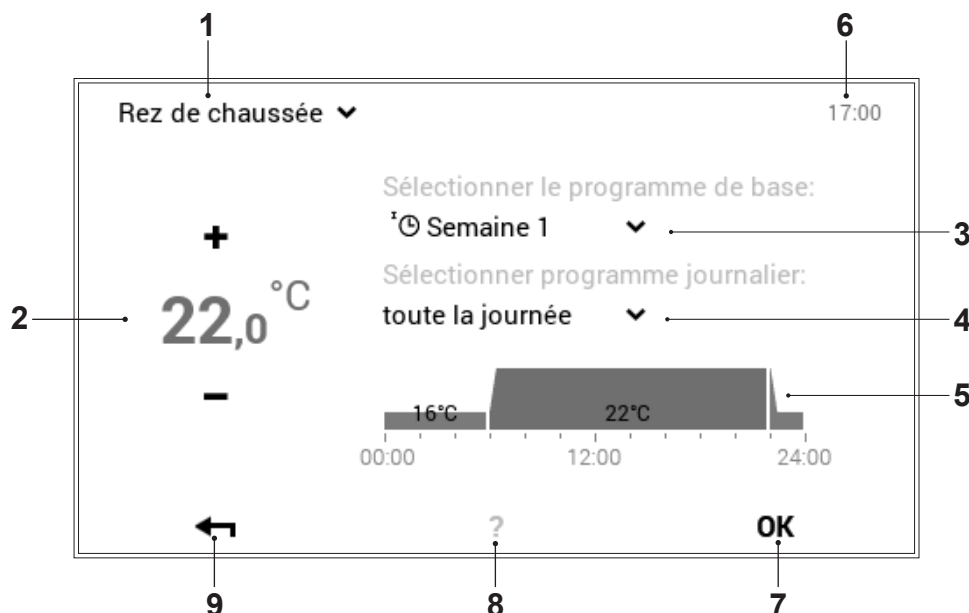 1
6
Rez de chaussée
17:00
Sélectionner le programme de base:
Semaine 1
3
Sélectionner programme journalier:
2
22,0 °C
toute la journée
4
5
16°C
22°C
00:00
12:00
24:00
?
OK
9
8
7